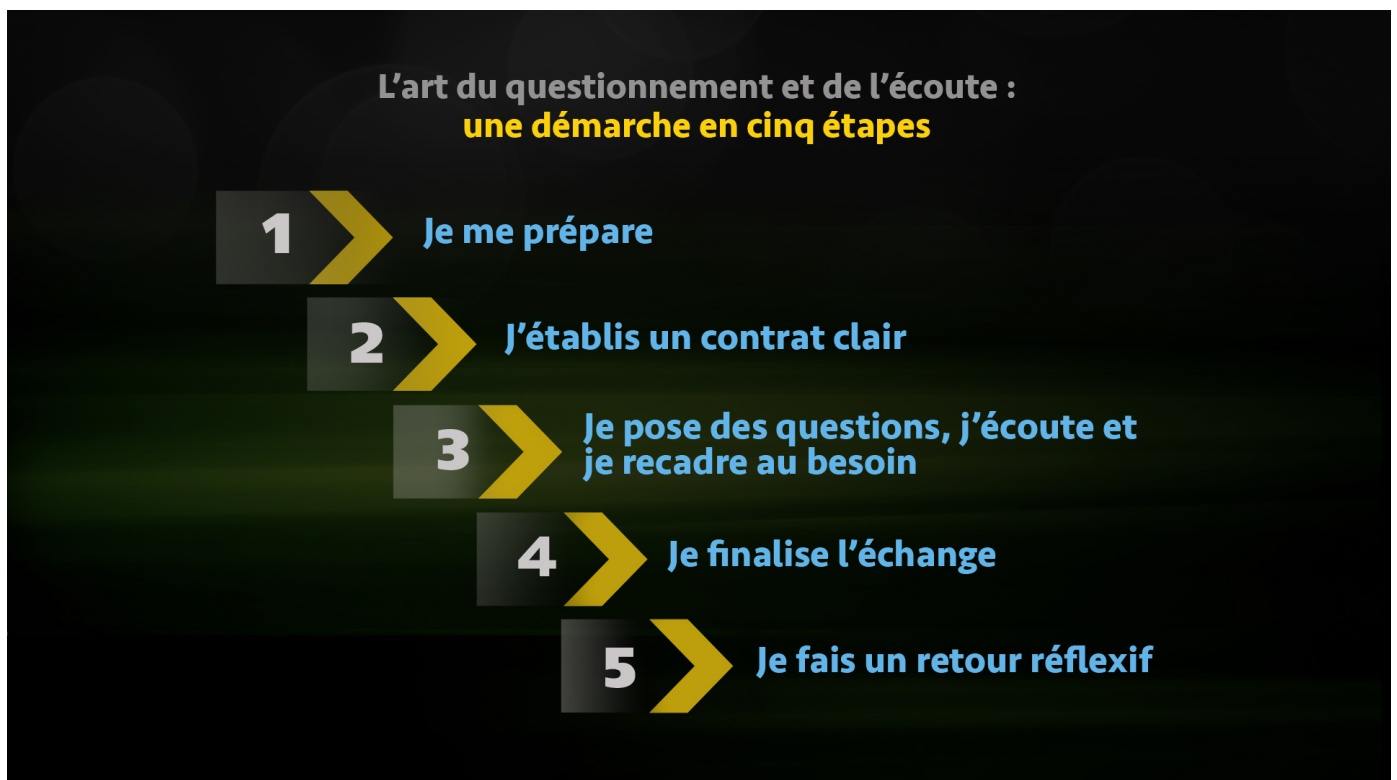 L’art du questionnement et de l’écoute :
une démarche en cinq étapes
1 Je me prépare
2 J’établis un contrat clair
3 Je pose des questions, j’écoute et
je recadre au besoin
4 Je finalise l’échange
5 Je fais un retour réflexif